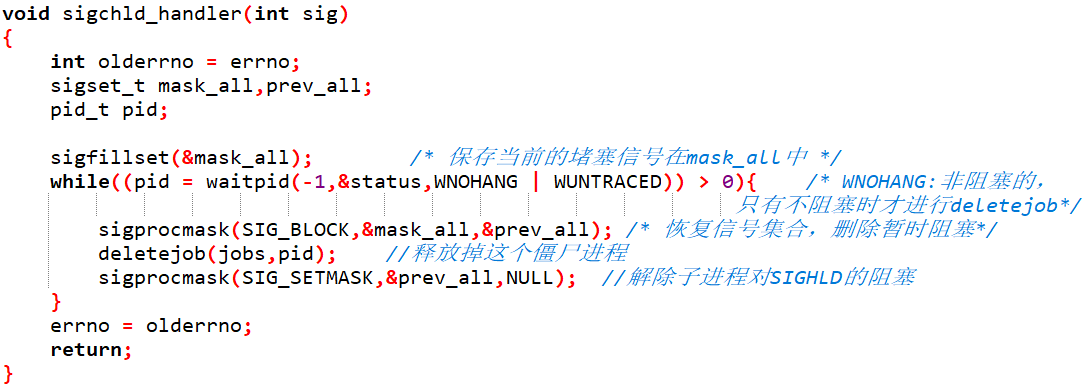 void sigchld_handler(int sig)
{
    int olderrno = errno;
    sigset_t mask_all,prev_all;
    pid_t pid;

    sigfillset(&mask_all);        /* 保存当前的堵塞信号在mask_all中 */
    while((pid = waitpid(-1,&status,WNOHANG | WUNTRACED)) > 0){    /* WNOHANG:非阻塞的,
                                                          只有不阻塞时才进行deletejob*/
        sigprocmask(SIG_BLOCK,&mask_all,&prev_all); /* 恢复信号集合，删除暂时阻塞*/
        deletejob(jobs,pid);    //释放掉这个僵尸进程
        sigprocmask(SIG_SETMASK,&prev_all,NULL);  //解除子进程对SIGHLD的阻塞
    }
    errno = olderrno;
    return;
}